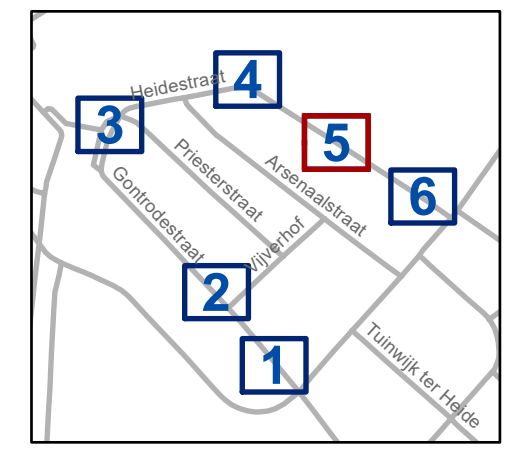 Heidestraat
4
3
5
Priesterstraat
Arsenaalstraat
Gontrodestraat
6
Vijverhof
2
1
Tuinwijk ter Heide